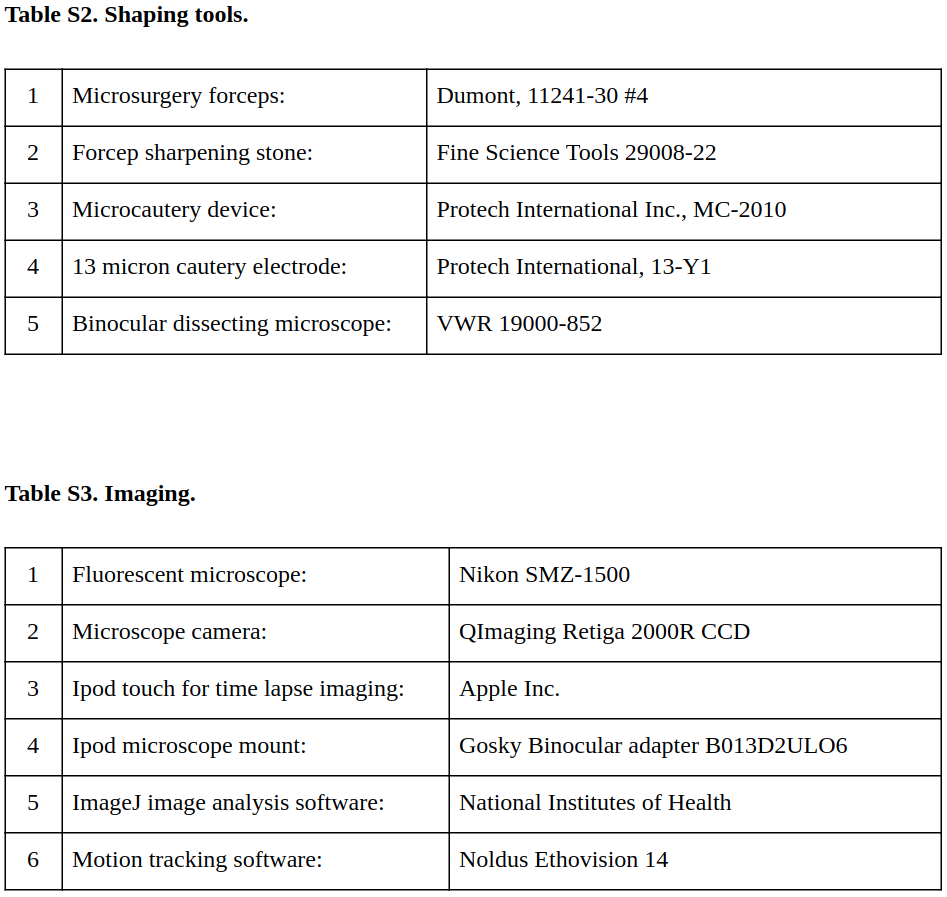 Table S2. Shaping tools.
1 Microsurgery forceps: Dumont, 11241-30 #4
2 Forcep sharpening stone: Fine Science Tools 29008-22
3 Microcautery device: Protech International Inc., MC-2010
4 13 micron cautery electrode: Protech International, 13-Y1
5 Binocular dissecting microscope: VWR 19000-852
Table S3. Imaging.
1 Fluorescent microscope: Nikon SMZ-1500
2 Microscope camera: QImaging Retiga 2000R CCD
3 Ipod touch for time lapse imaging: Apple Inc.
4 Ipod microscope mount: Gosky Binocular adapter B013D2ULO6
5 ImageJ image analysis software: National Institutes of Health
6 Motion tracking software: Noldus Ethovision 14